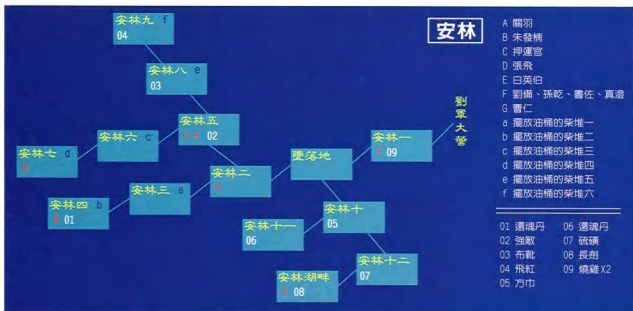 安林
安林九 f
04
安林八 e
03
安林五
02
安林六 c
安林七 d
安林二
安林三 a
安林四 b
01
墜落地
安林一
09
劉軍大營
安林十
05
安林十一
06
安林十二
07
安林湖畔
08
A 關羽
B 朱發楠
C 押運官
D 張飛
E 白英伯
F 劉備、孫乾、書佐、真澄
G 曹仁
a 擺放油桶的柴堆一
b 擺放油桶的柴堆二
c 擺放油桶的柴堆三
d 擺放油桶的柴堆四
e 擺放油桶的柴堆五
f 擺放油桶的柴堆六
01 還魂丹 06 還魂丹
02 強敵 07 硫磺
03 布靴 08 長劍
04 飛紅 09 燒雞X2
05 方巾